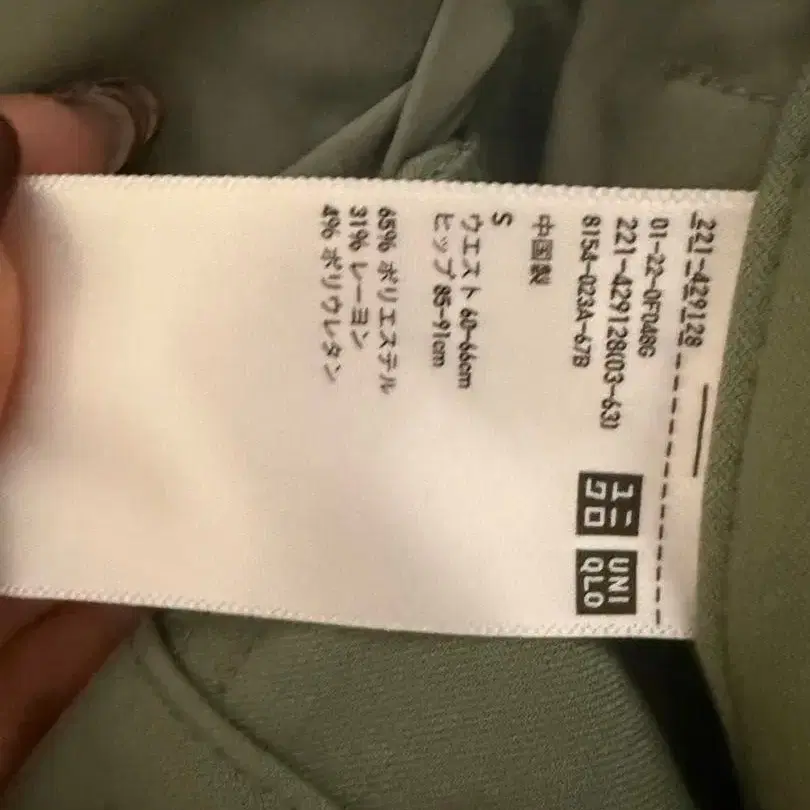 221-429128
01-22-0F048G
221-429128(03-63)
8154-023A-67B
ユニ
クロ
UNI
QLO
中国製
S
ウエスト 60-66cm
ヒップ 85-91cm
65% ポリエステル
31% レーヨン
4% ポリウレタン